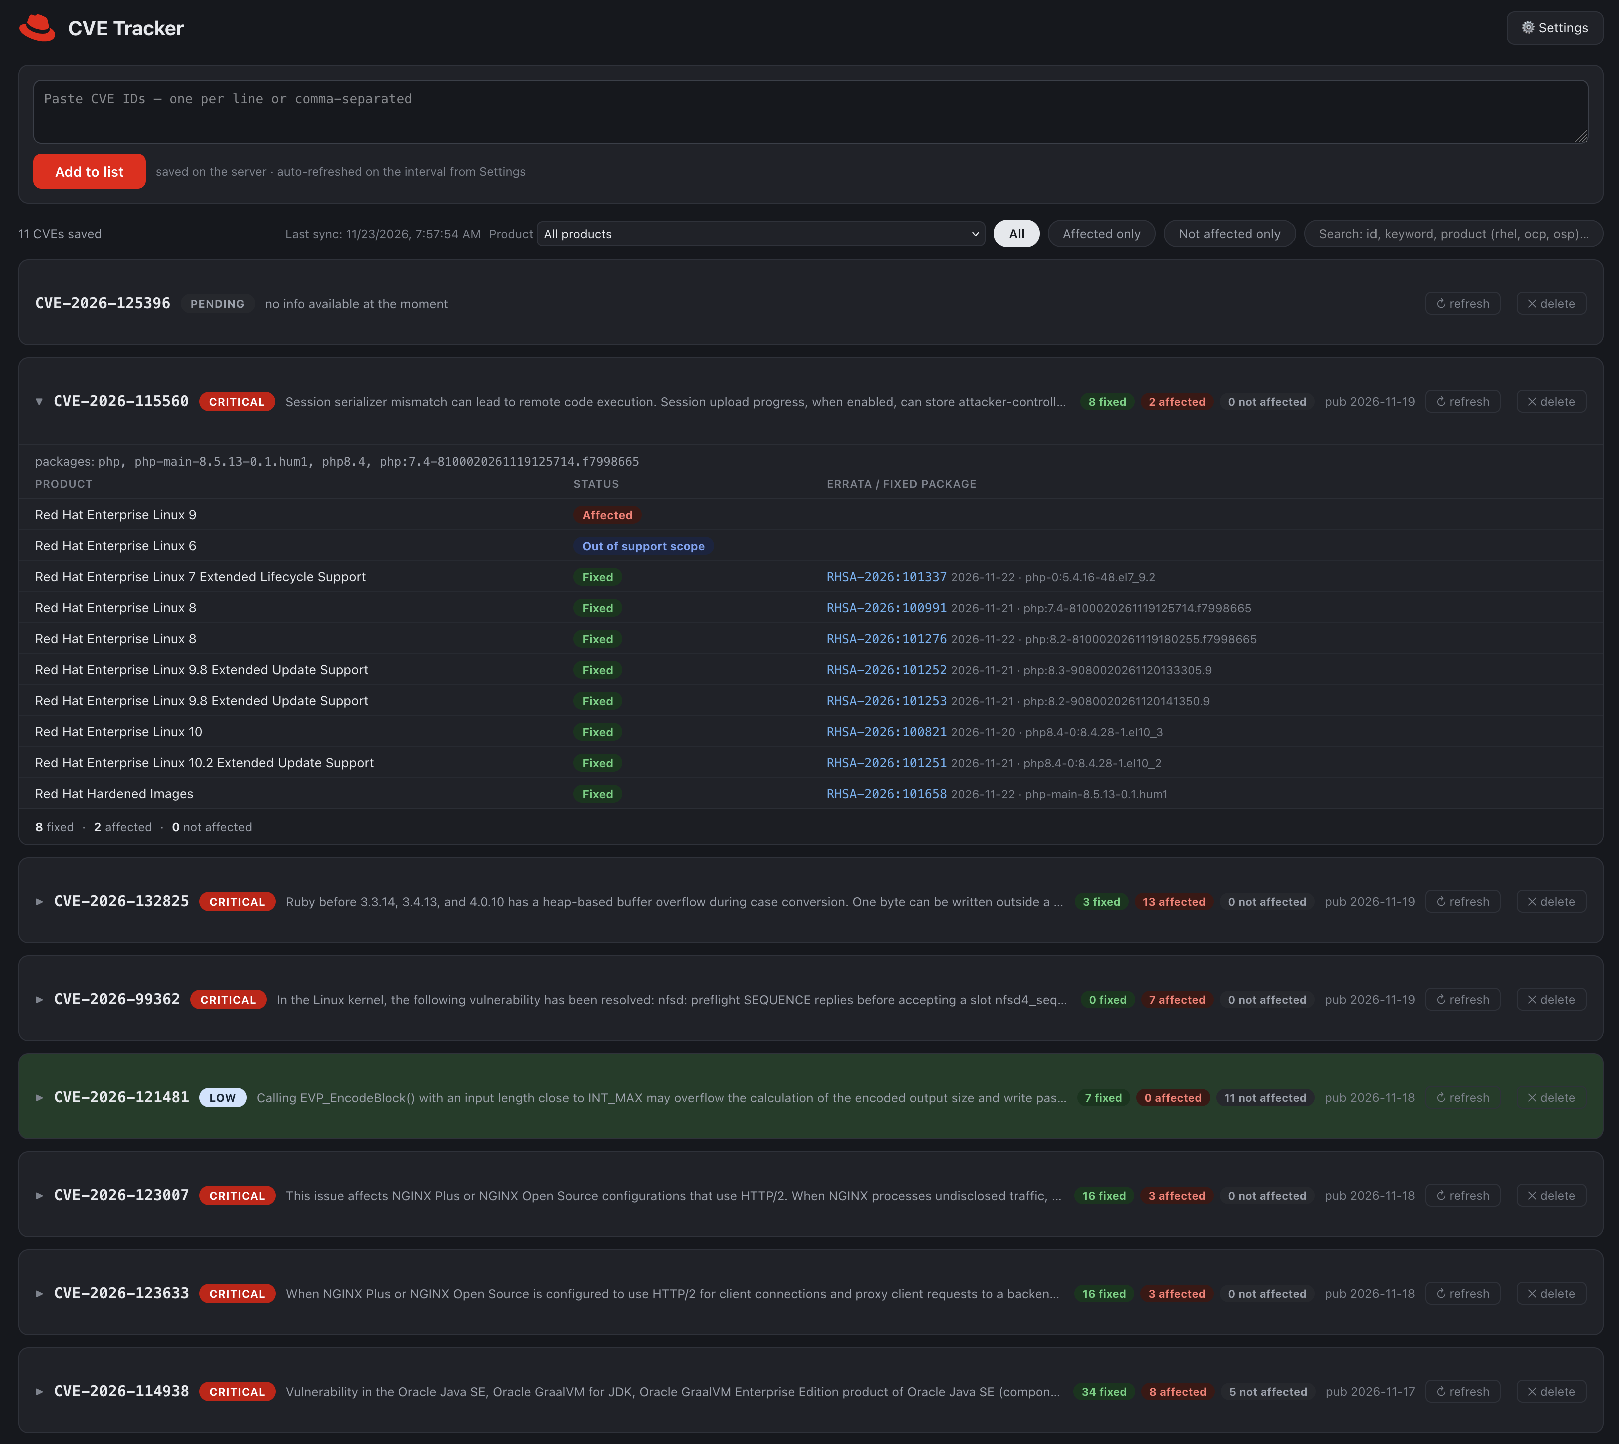 CVE Tracker
Settings
Paste CVE IDs — one per line or comma-separated
Add to list saved on the server · auto-refreshed on the interval from Settings
11 CVEs saved Last sync: 11/23/2026, 7:57:54 AM Product All products All Affected only Not affected only Search: id, keyword, product (rhel, ocp, osp)...
CVE-2026-125396 PENDING no info available at the moment ↻ refresh ✕ delete
▼ CVE-2026-115560 CRITICAL Session serializer mismatch can lead to remote code execution. Session upload progress, when enabled, can store attacker-controll... 8 fixed 2 affected 0 not affected pub 2026-11-19 ↻ refresh ✕ delete
packages: php, php-main-8.5.13-0.1.hum1, php8.4, php:7.4-8100020261119125714.f7998665
PRODUCT STATUS ERRATA / FIXED PACKAGE
Red Hat Enterprise Linux 9 Affected
Red Hat Enterprise Linux 6 Out of support scope
Red Hat Enterprise Linux 7 Extended Lifecycle Support Fixed RHSA-2026:101337 2026-11-22 · php-0:5.4.16-48.el7_9.2
Red Hat Enterprise Linux 8 Fixed RHSA-2026:100991 2026-11-21 · php:7.4-8100020261119125714.f7998665
Red Hat Enterprise Linux 8 Fixed RHSA-2026:101276 2026-11-22 · php:8.2-8100020261119180255.f7998665
Red Hat Enterprise Linux 9.8 Extended Update Support Fixed RHSA-2026:101252 2026-11-21 · php:8.3-9080020261120133305.9
Red Hat Enterprise Linux 9.8 Extended Update Support Fixed RHSA-2026:101253 2026-11-21 · php:8.2-9080020261120141350.9
Red Hat Enterprise Linux 10 Fixed RHSA-2026:100821 2026-11-20 · php8.4-0:8.4.28-1.el10_3
Red Hat Enterprise Linux 10.2 Extended Update Support Fixed RHSA-2026:101251 2026-11-21 · php8.4-0:8.4.28-1.el10_2
Red Hat Hardened Images Fixed RHSA-2026:101658 2026-11-22 · php-main-8.5.13-0.1.hum1
8 fixed · 2 affected · 0 not affected
▶ CVE-2026-132825 CRITICAL Ruby before 3.3.14, 3.4.13, and 4.0.10 has a heap-based buffer overflow during case conversion. One byte can be written outside a ... 3 fixed 13 affected 0 not affected pub 2026-11-19 ↻ refresh ✕ delete
▶ CVE-2026-99362 CRITICAL In the Linux kernel, the following vulnerability has been resolved: nfsd: preflight SEQUENCE replies before accepting a slot nfsd4_seq... 0 fixed 7 affected 0 not affected pub 2026-11-19 ↻ refresh ✕ delete
▶ CVE-2026-121481 LOW Calling EVP_EncodeBlock() with an input length close to INT_MAX may overflow the calculation of the encoded output size and write pas... 7 fixed 0 affected 11 not affected pub 2026-11-18 ↻ refresh ✕ delete
▶ CVE-2026-123007 CRITICAL This issue affects NGINX Plus or NGINX Open Source configurations that use HTTP/2. When NGINX processes undisclosed traffic, ... 16 fixed 3 affected 0 not affected pub 2026-11-18 ↻ refresh ✕ delete
▶ CVE-2026-123633 CRITICAL When NGINX Plus or NGINX Open Source is configured to use HTTP/2 for client connections and proxy client requests to a backen... 16 fixed 3 affected 0 not affected pub 2026-11-18 ↻ refresh ✕ delete
▶ CVE-2026-114938 CRITICAL Vulnerability in the Oracle Java SE, Oracle GraalVM for JDK, Oracle GraalVM Enterprise Edition product of Oracle Java SE (compon... 34 fixed 8 affected 5 not affected pub 2026-11-17 ↻ refresh ✕ delete